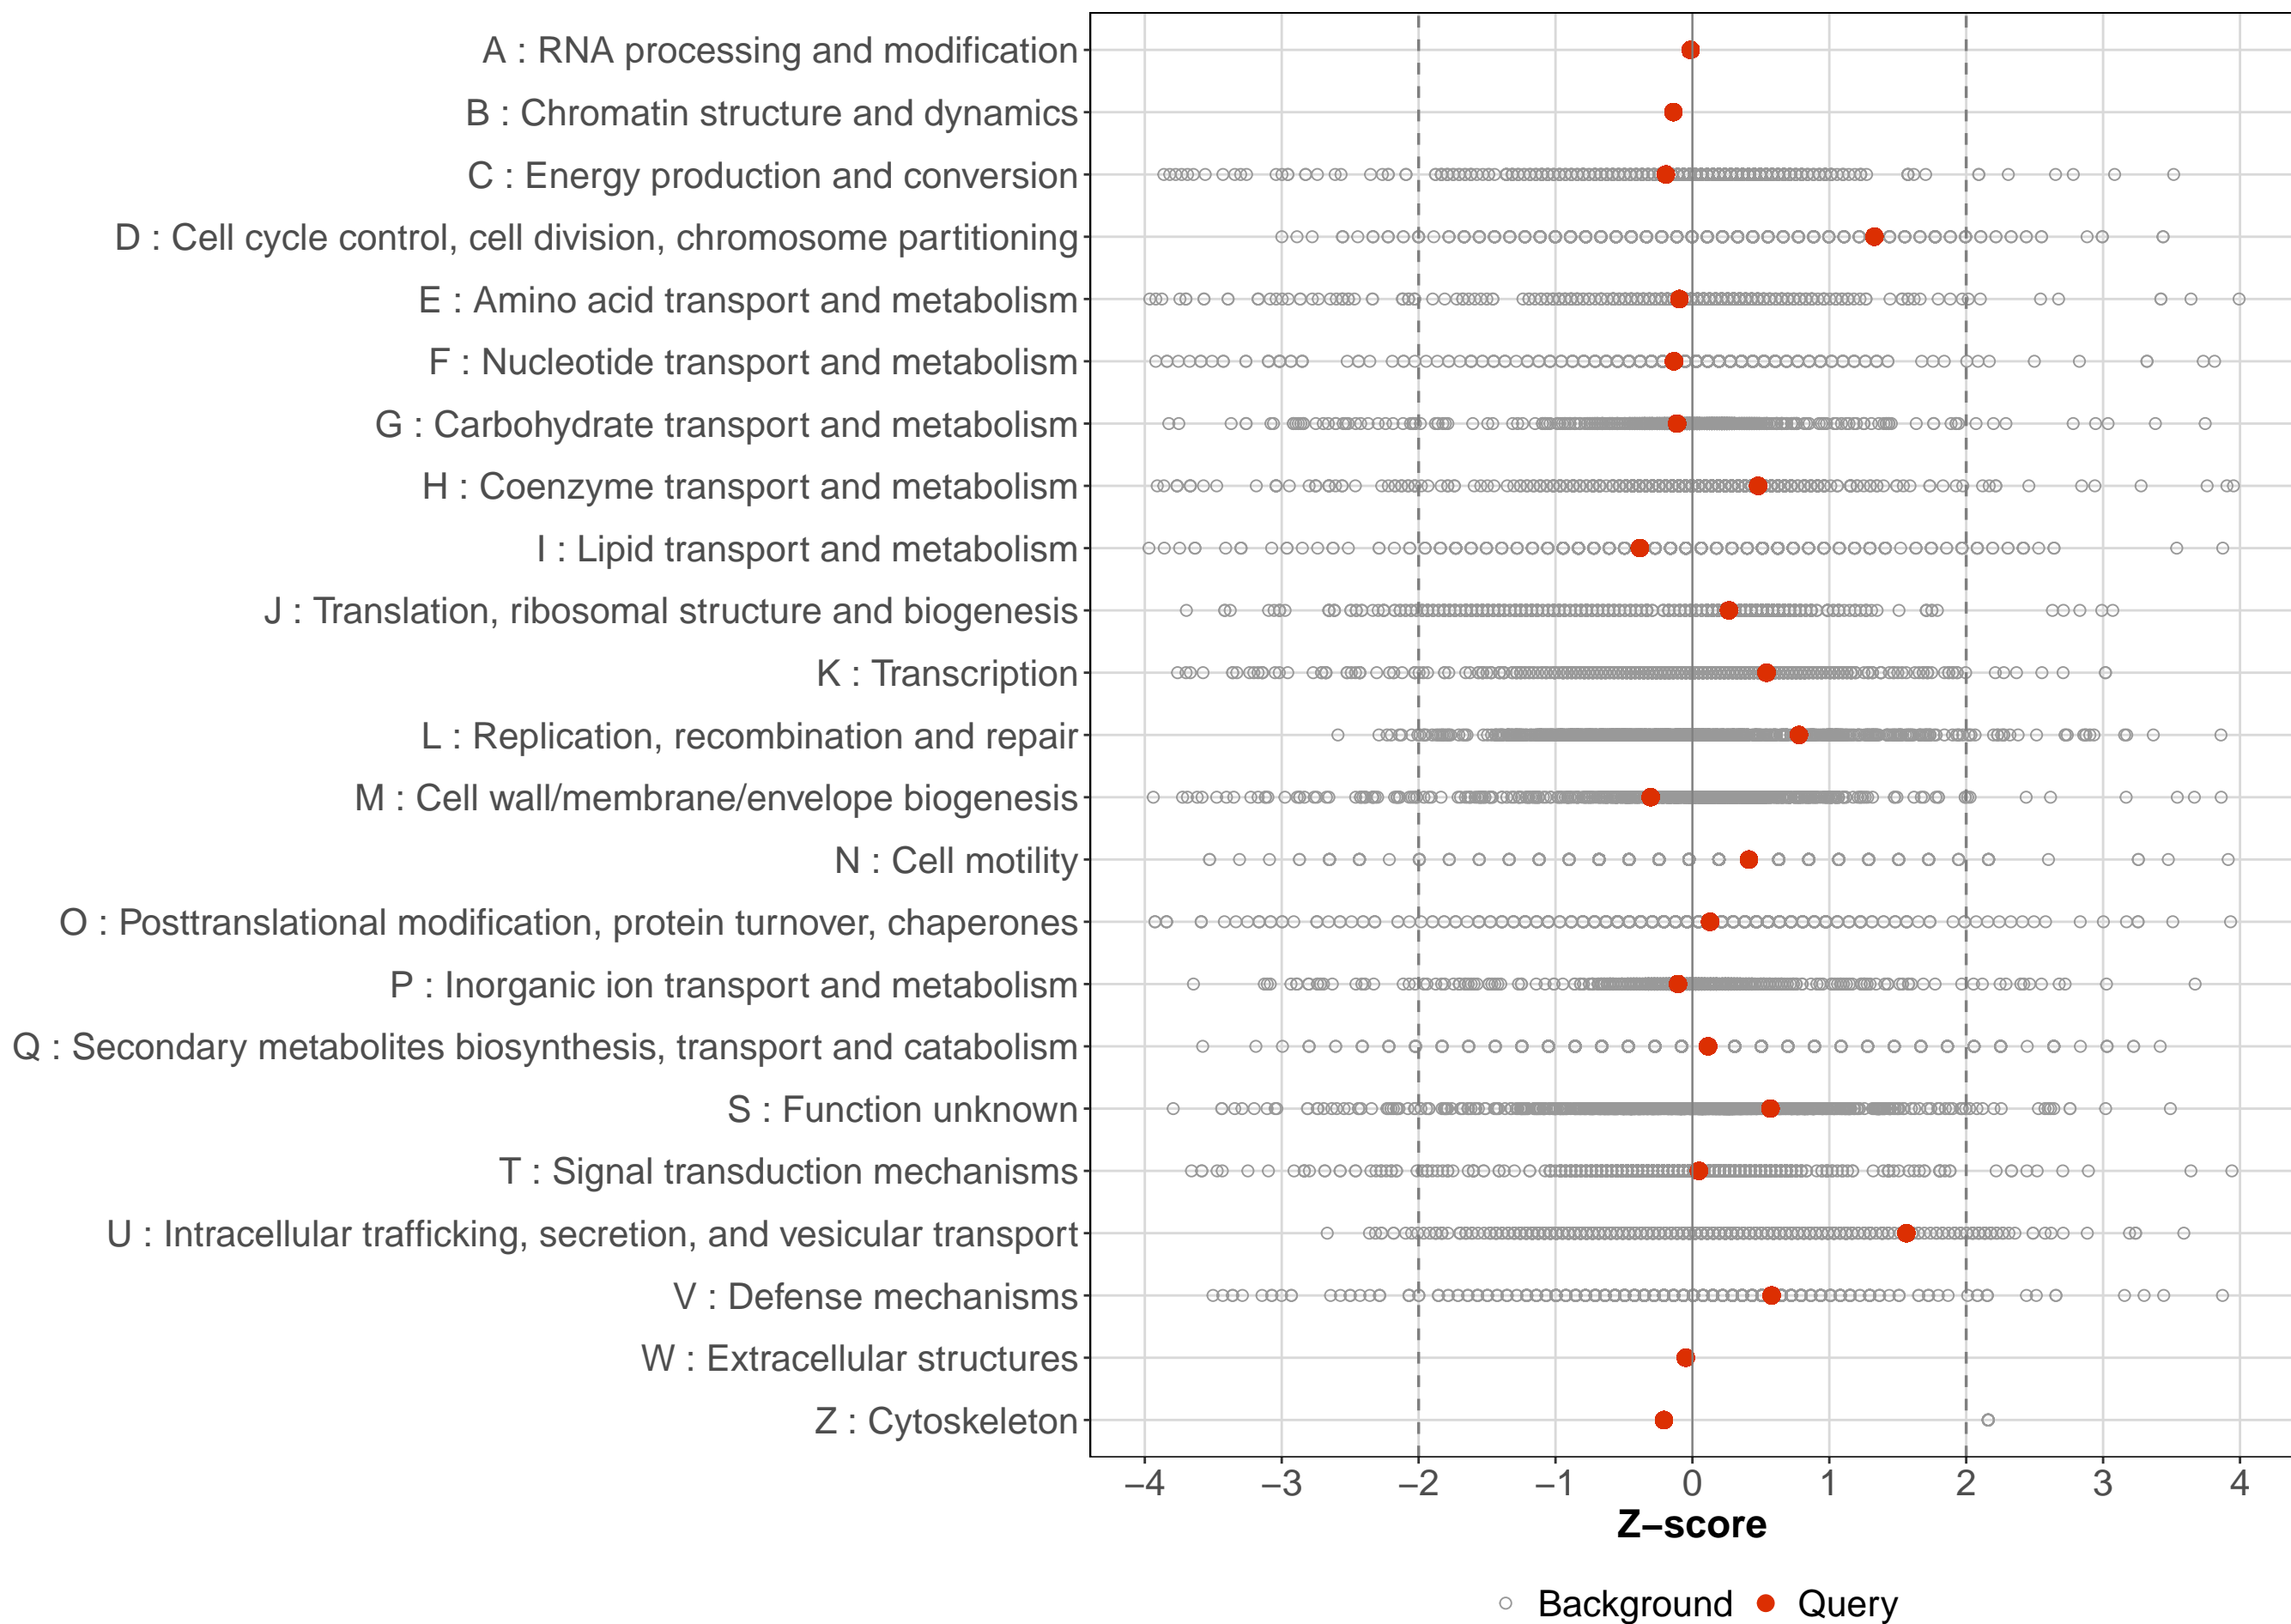 A : RNA processing and modification
B : Chromatin structure and dynamics
C : Energy production and conversion
D : Cell cycle control, cell division, chromosome partitioning
E : Amino acid transport and metabolism
F : Nucleotide transport and metabolism
G : Carbohydrate transport and metabolism
H : Coenzyme transport and metabolism
I : Lipid transport and metabolism
J : Translation, ribosomal structure and biogenesis
K : Transcription
L : Replication, recombination and repair
M : Cell wall/membrane/envelope biogenesis
N : Cell motility
O : Posttranslational modification, protein turnover, chaperones
P : Inorganic ion transport and metabolism
Q : Secondary metabolites biosynthesis, transport and catabolism
S : Function unknown
T : Signal transduction mechanisms
U : Intracellular trafficking, secretion, and vesicular transport
V : Defense mechanisms
W : Extracellular structures
Z : Cytoskeleton
−4 −3 −2 −1 0 1 2 3 4
Z−score
Background Query